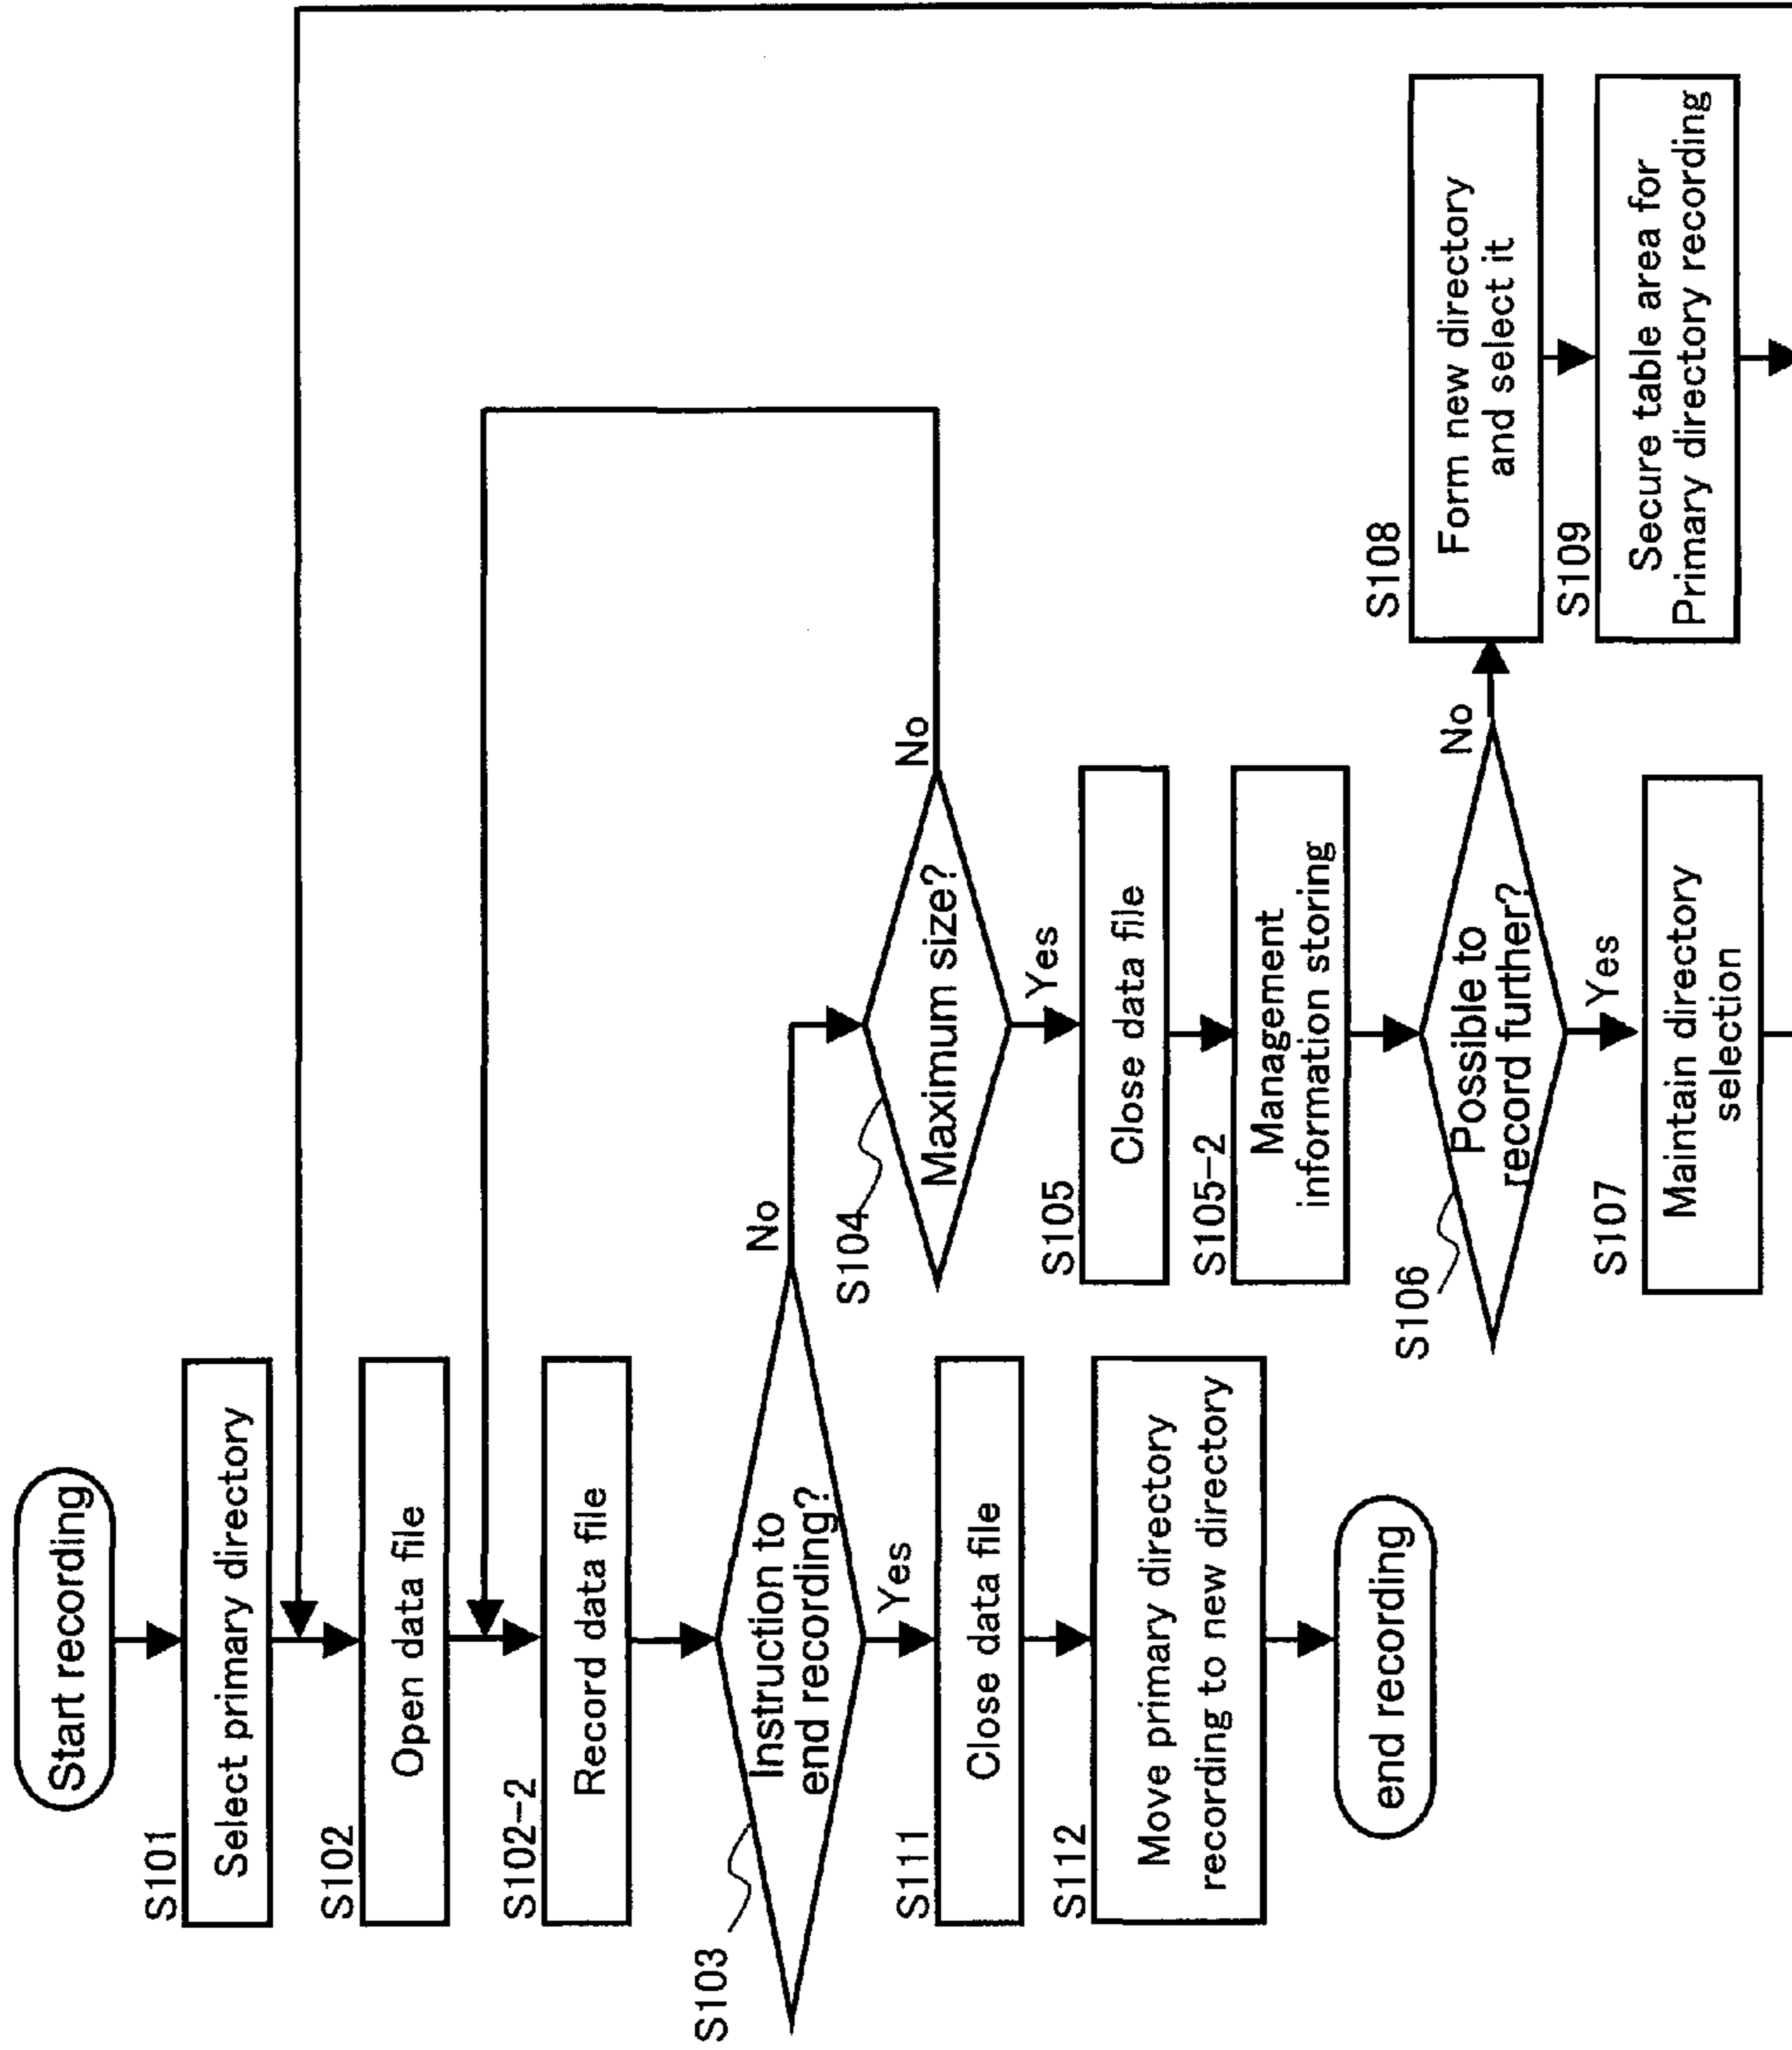 Start recording
S101
Select primary directory
S102
Open data file
S102-2
Record data file
S103
Instruction to
end recording?
No
Yes
S111
Close data file
S112
Move primary directory
recording to new directory
end recording
S104
Maximum size?
No
Yes
S105
Close data file
S105-2
Management
information storing
S106
Possible to
record further?
No
Yes
S107
Maintain directory
selection
S108
Form new directory
and select it
S109
Secure table area for
Primary directory recording